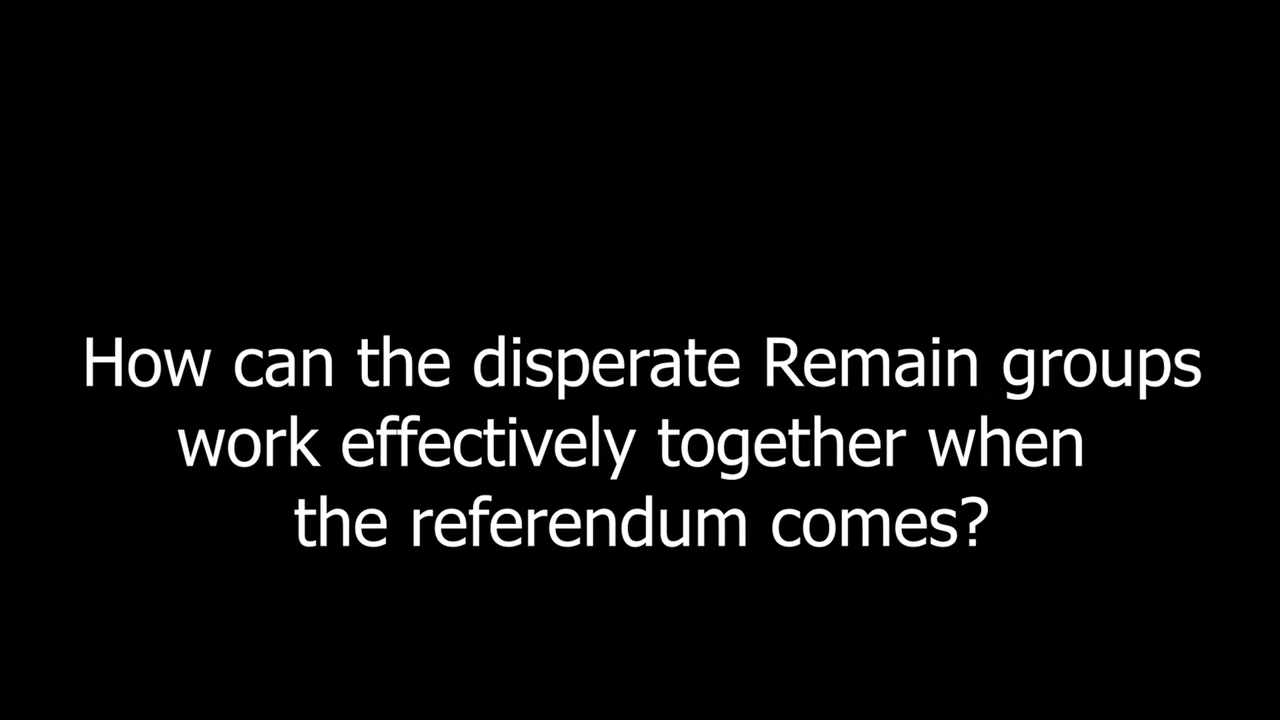 How can the disperate Remain groups
work effectively together when
the referendum comes?